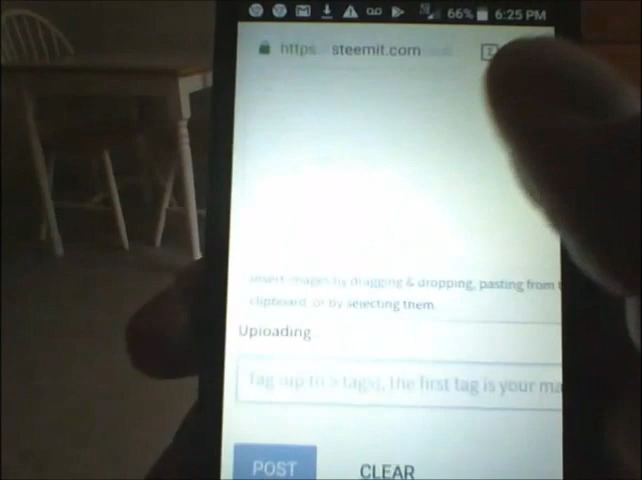 66% 6:25 PM
https steemit.com
Insert images by dragging & dropping, pasting from
clipboard, or by selecting them.
Uploading
Tag (up to 5 tags), the first tag is your
POST CLEAR